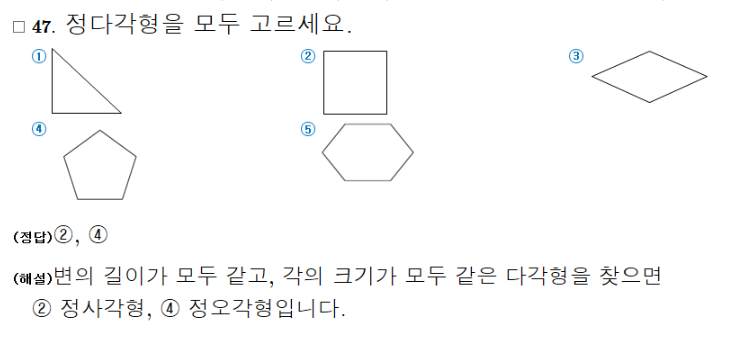 □ 47. 정다각형을 모두 고르세요.
① ② ③
④ ⑤
(정답)②, ④
(해설)변의 길이가 모두 같고, 각의 크기가 모두 같은 다각형을 찾으면
② 정사각형, ④ 정오각형입니다.